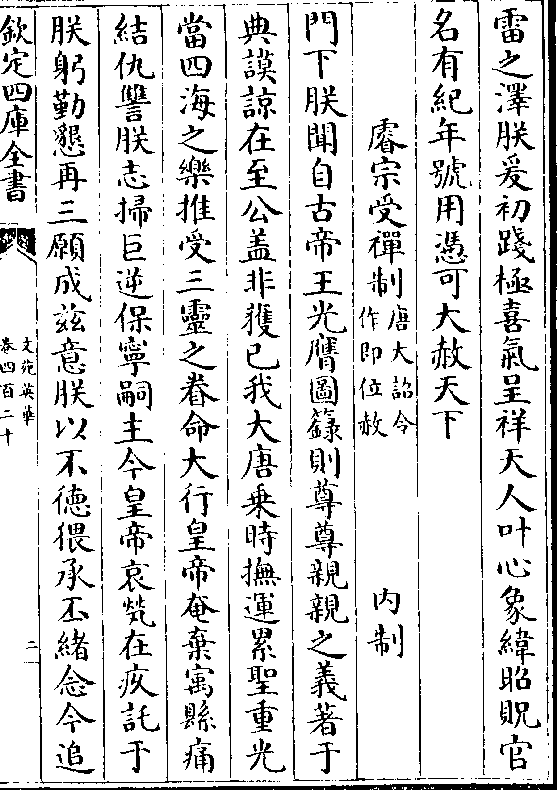 雷之澤朕爰初踐極喜氣呈祥天人叶心象緯昭貺官
名有紀年號用憑可大赦天下
睿宗受禪制唐大詔令作即位赦 內制
門下朕聞自古帝王光膺圖籙則尊尊親親之義著于
典謨諒在至公蓋非獲已我大唐乗時撫運累聖重光
當四海之樂推受三靈之眷命大行皇帝奄棄寓縣痛
結仇讐朕志掃巨逆保寧嗣主今皇帝哀煢在疚託于
朕躬勤懇再三願成兹意朕以不徳猥承丕緒念今追
欽定四庫全書
文苑英華
卷四百二十
二